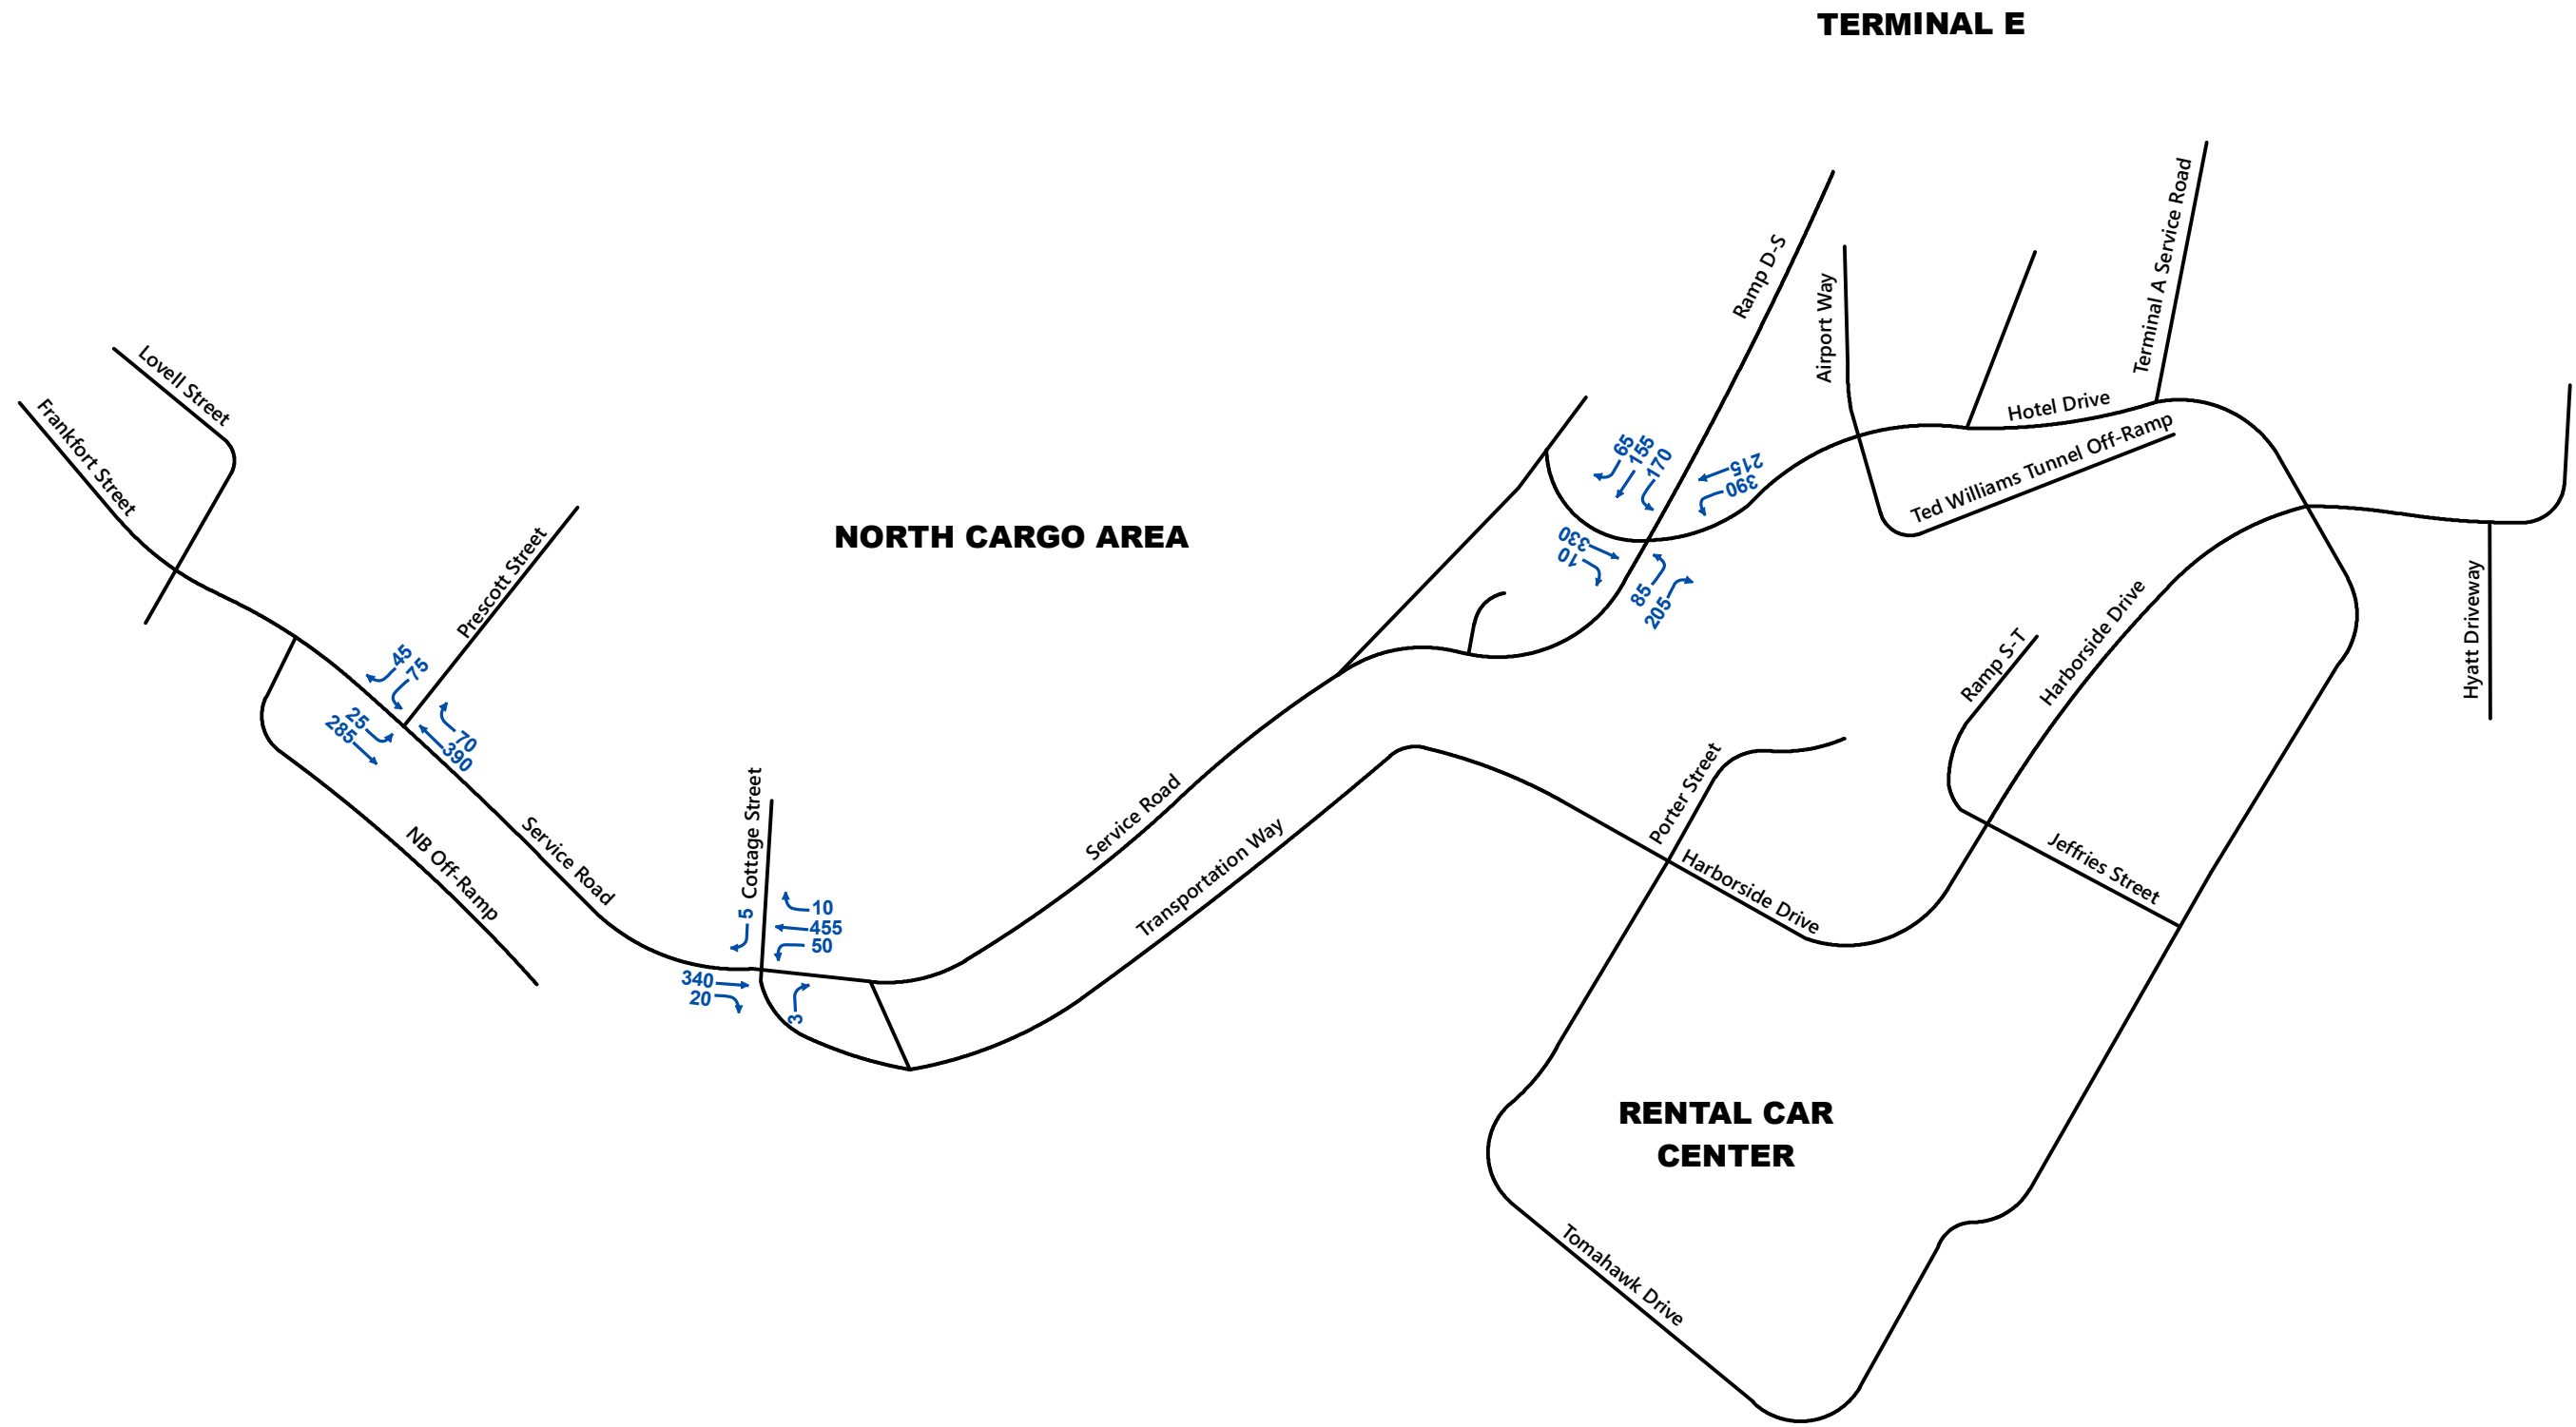 TERMINAL E
Terminal A Service Road
Ramp D-S
Airport Way
Lovell Street
Frankfort Street
Hotel Drive
Ted Williams Tunnel Off-Ramp
65
155
170
215
390
NORTH CARGO AREA
330
10
85
205
Prescott Street
Hyatt Driveway
Harborside Drive
Ramp S-T
45
75
25
285
70
390
Porter Street
Cottage Street
Service Road
Service Road
NB Off-Ramp
Transportation Way
Harborside Drive
Jeffries Street
5
10
455
50
340
20
3
RENTAL CAR
CENTER
Tomahawk Drive